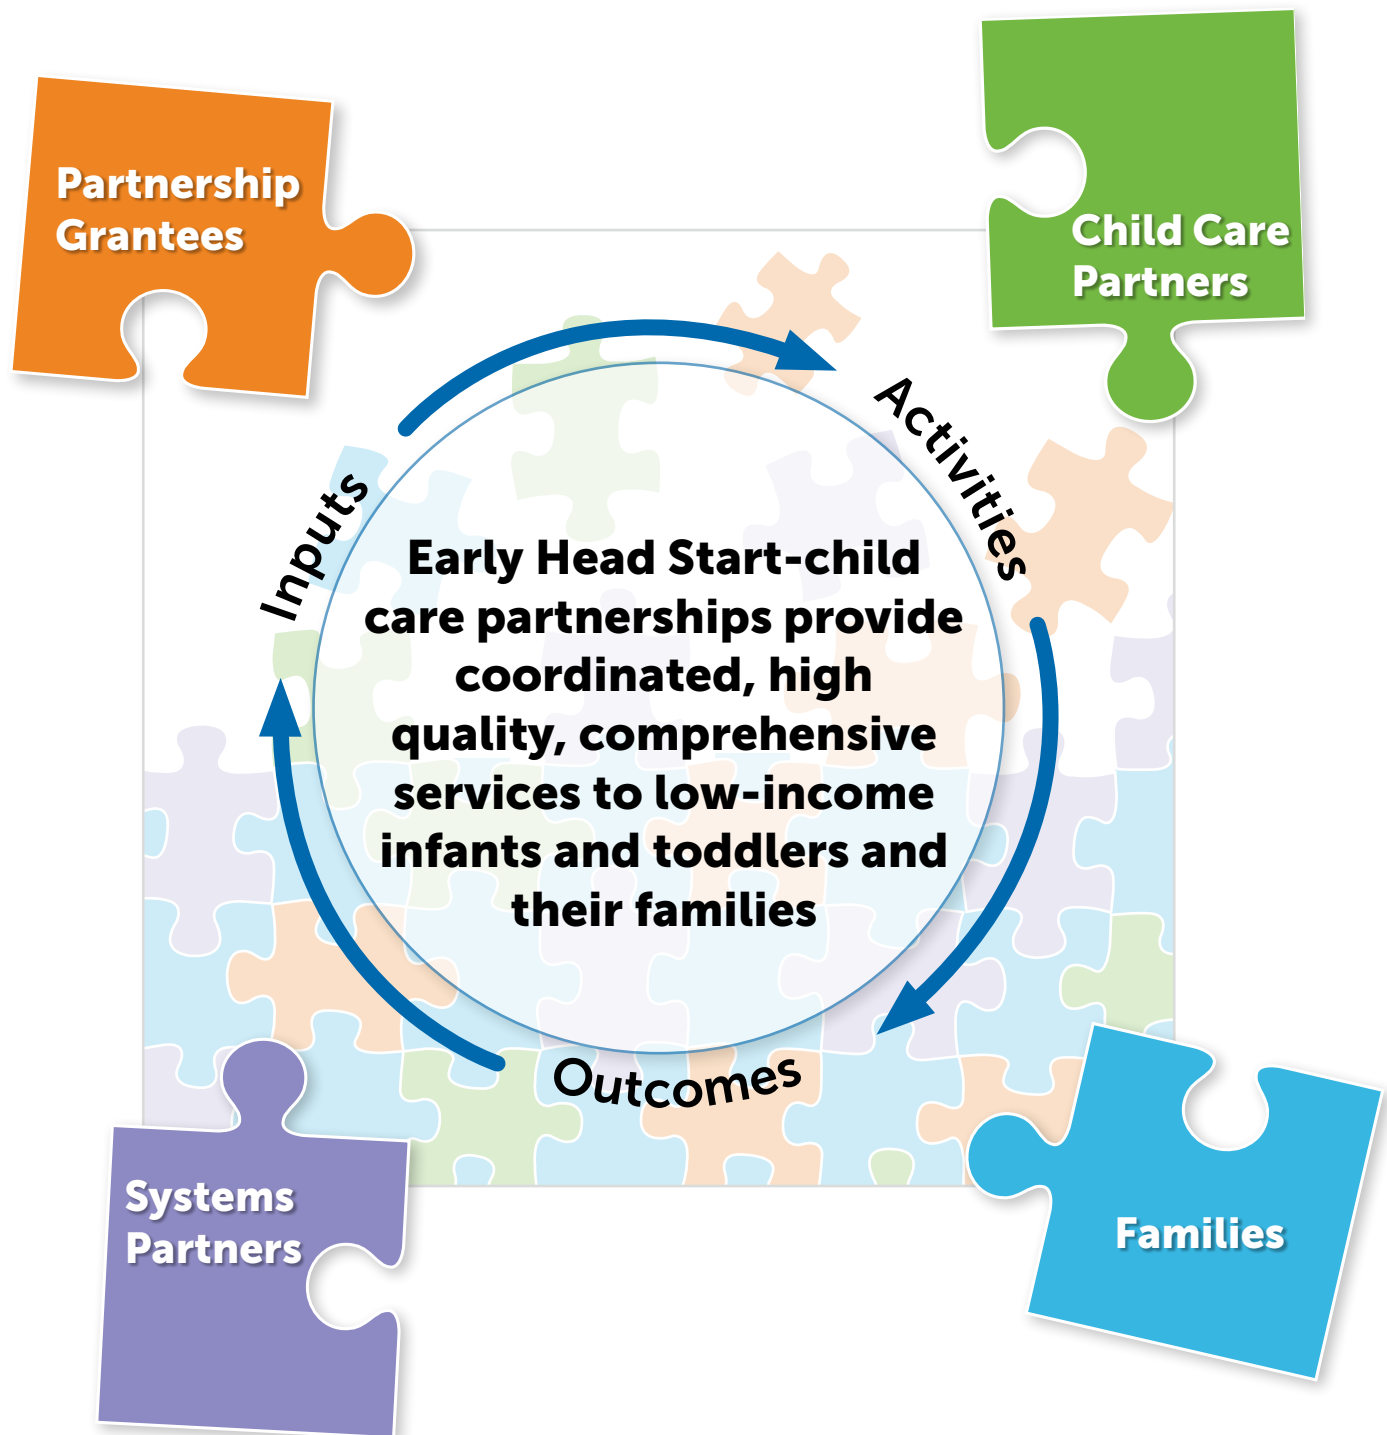 Partnership
Grantees
Child Care
Partners
Inputs
Activities
Early Head Start-child
care partnerships provide
coordinated, high
quality, comprehensive
services to low-income
infants and toddlers and
their families
Outcomes
Systems
Partners
Families